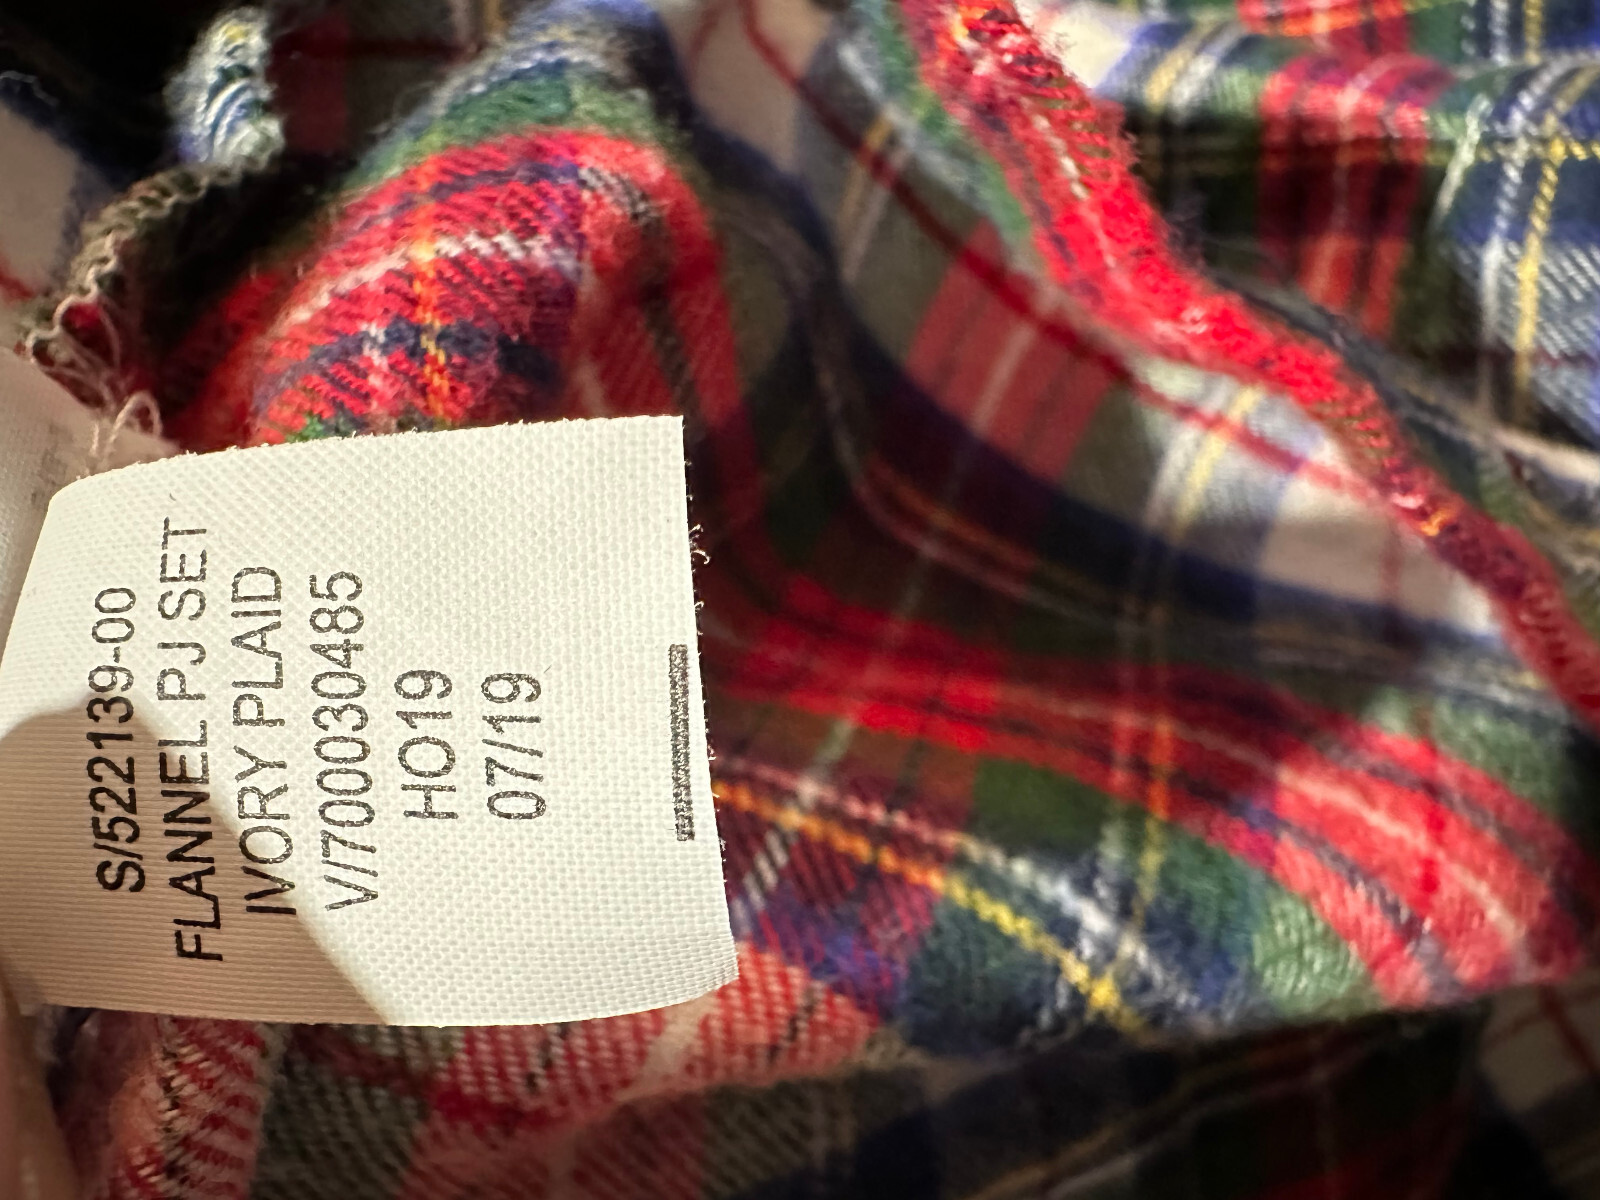 S/522139-00
FLANNEL PJ SET
IVORY PLAID
V/700030485
HO19
07/19